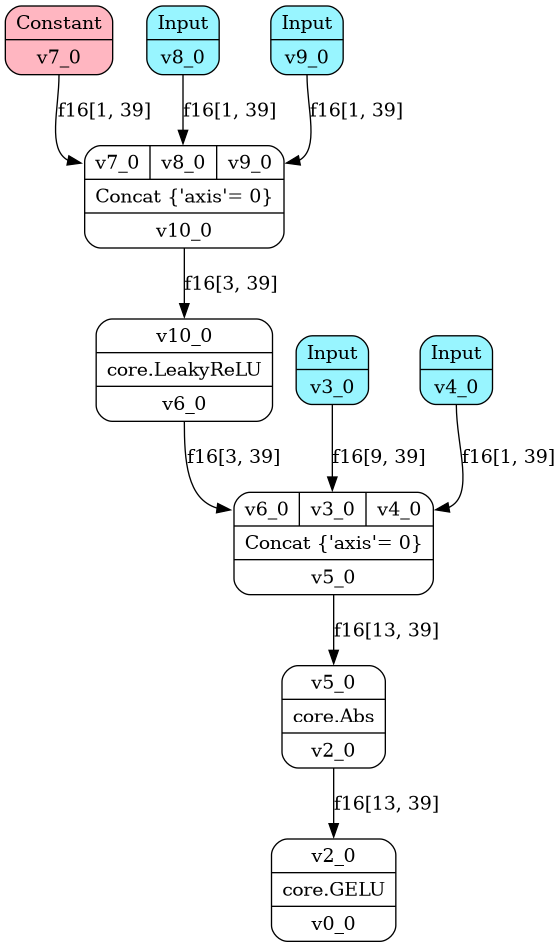 Constant
v7_0
Input
v8_0
Input
v9_0
f16[1, 39]
f16[1, 39]
f16[1, 39]
v7_0 v8_0 v9_0
Concat {'axis'= 0}
v10_0
f16[3, 39]
v10_0
core.LeakyReLU
v6_0
Input
v3_0
Input
v4_0
f16[3, 39]
f16[9, 39]
f16[1, 39]
v6_0 v3_0 v4_0
Concat {'axis'= 0}
v5_0
f16[13, 39]
v5_0
core.Abs
v2_0
f16[13, 39]
v2_0
core.GELU
v0_0